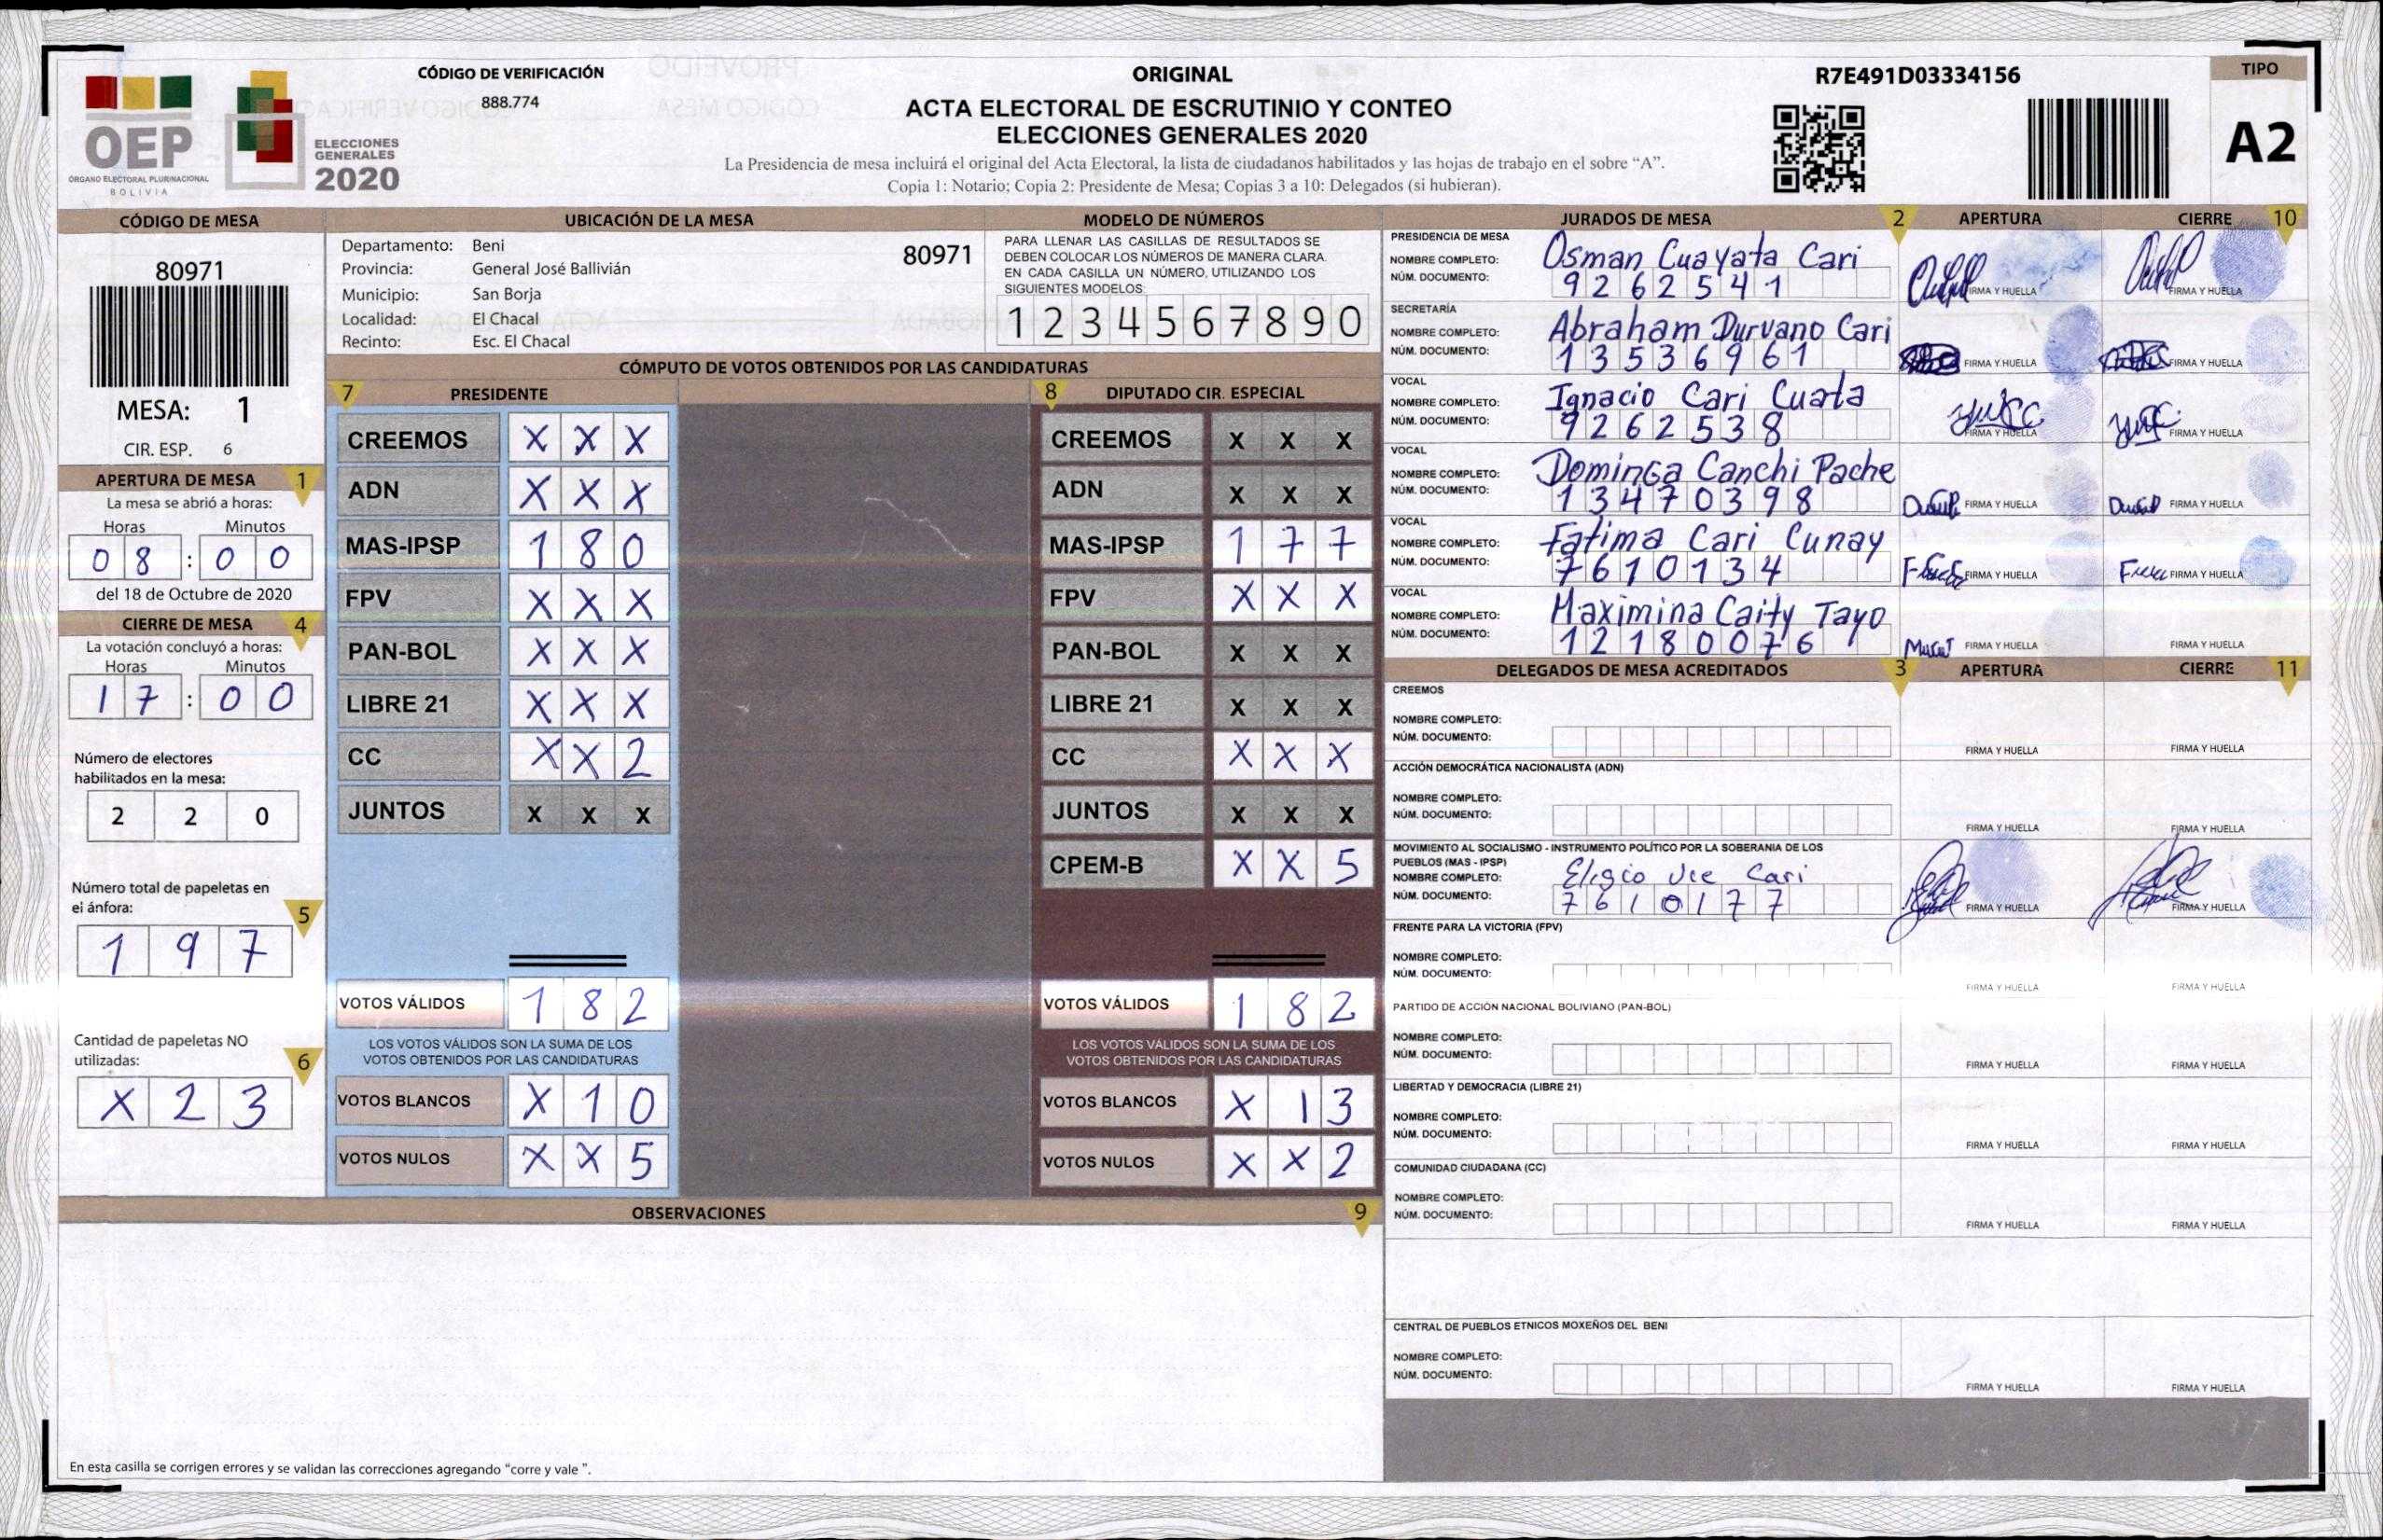 CÓDIGO DE VERIFICACIÓN
888.774
OEP
ÓRGANO ELECTORAL PLURINACIONAL
BOLIVIA
ELECCIONES
GENERALES
2020
ORIGINAL
ACTA ELECTORAL DE ESCRUTINIO Y CONTEO
ELECCIONES GENERALES 2020
La Presidencia de mesa incluirá el original del Acta Electoral, la lista de ciudadanos habilitados y las hojas de trabajo en el sobre “A”.
Copia 1: Notario; Copia 2: Presidente de Mesa; Copias 3 a 10: Delegados (si hubieran).
R7E491D03334156
TIPO
A2
CÓDIGO DE MESA
80971
MESA: 1
CIR. ESP. 6
APERTURA DE MESA 1
La mesa se abrió a horas:
Horas Minutos
0 8 : 0 0
del 18 de Octubre de 2020
CIERRE DE MESA 4
La votación concluyó a horas:
Horas Minutos
1 7 : 0 0
Número de electores
habilitados en la mesa:
2 2 0
Número total de papeletas en
el ánfora: 5
1 9 7
Cantidad de papeletas NO
utilizadas: 6
X 2 3
UBICACIÓN DE LA MESA
Departamento: Beni 80971
Provincia: General José Ballivián
Municipio: San Borja
Localidad: El Chacal
Recinto: Esc. El Chacal
MODELO DE NÚMEROS
PARA LLENAR LAS CASILLAS DE RESULTADOS SE
DEBEN COLOCAR LOS NÚMEROS DE MANERA CLARA.
EN CADA CASILLA UN NÚMERO, UTILIZANDO LOS
SIGUIENTES MODELOS:
1 2 3 4 5 6 7 8 9 0
CÓMPUTO DE VOTOS OBTENIDOS POR LAS CANDIDATURAS
7 PRESIDENTE
CREEMOS X X X
ADN X X X
MAS-IPSP 1 8 0
FPV X X X
PAN-BOL X X X
LIBRE 21 X X X
CC X X 2
JUNTOS X X X
VOTOS VÁLIDOS 1 8 2
LOS VOTOS VÁLIDOS SON LA SUMA DE LOS
VOTOS OBTENIDOS POR LAS CANDIDATURAS
VOTOS BLANCOS X 1 0
VOTOS NULOS X X 5
8 DIPUTADO CIR. ESPECIAL
CREEMOS X X X
ADN X X X
MAS-IPSP 1 7 7
FPV X X X
PAN-BOL X X X
LIBRE 21 X X X
CC X X X
JUNTOS X X X
CPEM-B X X 5
VOTOS VÁLIDOS 1 8 2
LOS VOTOS VÁLIDOS SON LA SUMA DE LOS
VOTOS OBTENIDOS POR LAS CANDIDATURAS
VOTOS BLANCOS X 1 3
VOTOS NULOS X X 2
OBSERVACIONES 9
En esta casilla se corrigen errores y se validan las correcciones agregando “corre y vale ”.
JURADOS DE MESA 2 APERTURA CIERRE 10
PRESIDENCIA DE MESA
NOMBRE COMPLETO: Osman Cuayata Cari
NÚM. DOCUMENTO: 9262541 FIRMA Y HUELLA FIRMA Y HUELLA
SECRETARÍA
NOMBRE COMPLETO: Abraham Durvano Cari
NÚM. DOCUMENTO: 13536961 FIRMA Y HUELLA FIRMA Y HUELLA
VOCAL
NOMBRE COMPLETO: Ignacio Cari Cuata
NÚM. DOCUMENTO: 9262538 FIRMA Y HUELLA FIRMA Y HUELLA
VOCAL
NOMBRE COMPLETO: Dominga Canchi Pache
NÚM. DOCUMENTO: 13470398 FIRMA Y HUELLA FIRMA Y HUELLA
VOCAL
NOMBRE COMPLETO: Fatima Cari Cunay
NÚM. DOCUMENTO: 7610134 FIRMA Y HUELLA FIRMA Y HUELLA
VOCAL
NOMBRE COMPLETO: Maximina Caity Tayo
NÚM. DOCUMENTO: 12180076 FIRMA Y HUELLA FIRMA Y HUELLA
DELEGADOS DE MESA ACREDITADOS 3 APERTURA CIERRE 11
CREEMOS
NOMBRE COMPLETO:
NÚM. DOCUMENTO: FIRMA Y HUELLA FIRMA Y HUELLA
ACCIÓN DEMOCRÁTICA NACIONALISTA (ADN)
NOMBRE COMPLETO:
NÚM. DOCUMENTO: FIRMA Y HUELLA FIRMA Y HUELLA
MOVIMIENTO AL SOCIALISMO - INSTRUMENTO POLÍTICO POR LA SOBERANIA DE LOS
PUEBLOS (MAS - IPSP)
NOMBRE COMPLETO: Eligio Vie Cari
NÚM. DOCUMENTO: 7610177 FIRMA Y HUELLA FIRMA Y HUELLA
FRENTE PARA LA VICTORIA (FPV)
NOMBRE COMPLETO:
NÚM. DOCUMENTO: FIRMA Y HUELLA FIRMA Y HUELLA
PARTIDO DE ACCIÓN NACIONAL BOLIVIANO (PAN-BOL)
NOMBRE COMPLETO:
NÚM. DOCUMENTO: FIRMA Y HUELLA FIRMA Y HUELLA
LIBERTAD Y DEMOCRACIA (LIBRE 21)
NOMBRE COMPLETO:
NÚM. DOCUMENTO: FIRMA Y HUELLA FIRMA Y HUELLA
COMUNIDAD CIUDADANA (CC)
NOMBRE COMPLETO:
NÚM. DOCUMENTO: FIRMA Y HUELLA FIRMA Y HUELLA
CENTRAL DE PUEBLOS ETNICOS MOXEÑOS DEL BENI
NOMBRE COMPLETO:
NÚM. DOCUMENTO: FIRMA Y HUELLA FIRMA Y HUELLA